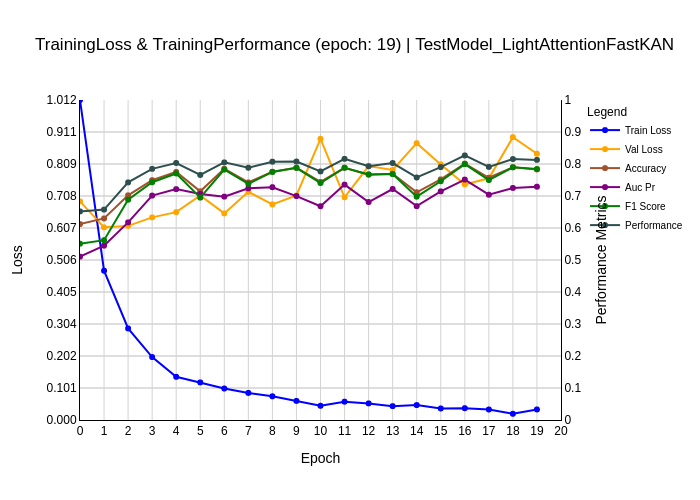 TrainingLoss & TrainingPerformance (epoch: 19) | TestModel_LightAttentionFastKAN
1.012
0.911
0.809
0.708
0.607
0.506
0.405
0.304
0.202
0.101
0.000
Loss
0 1 2 3 4 5 6 7 8 9 10 11 12 13 14 15 16 17 18 19 20
Epoch
1
0.9
0.8
0.7
0.6
0.5
0.4
0.3
0.2
0.1
0
Performance Metrics
Legend
Train Loss
Val Loss
Accuracy
Auc Pr
F1 Score
Performance